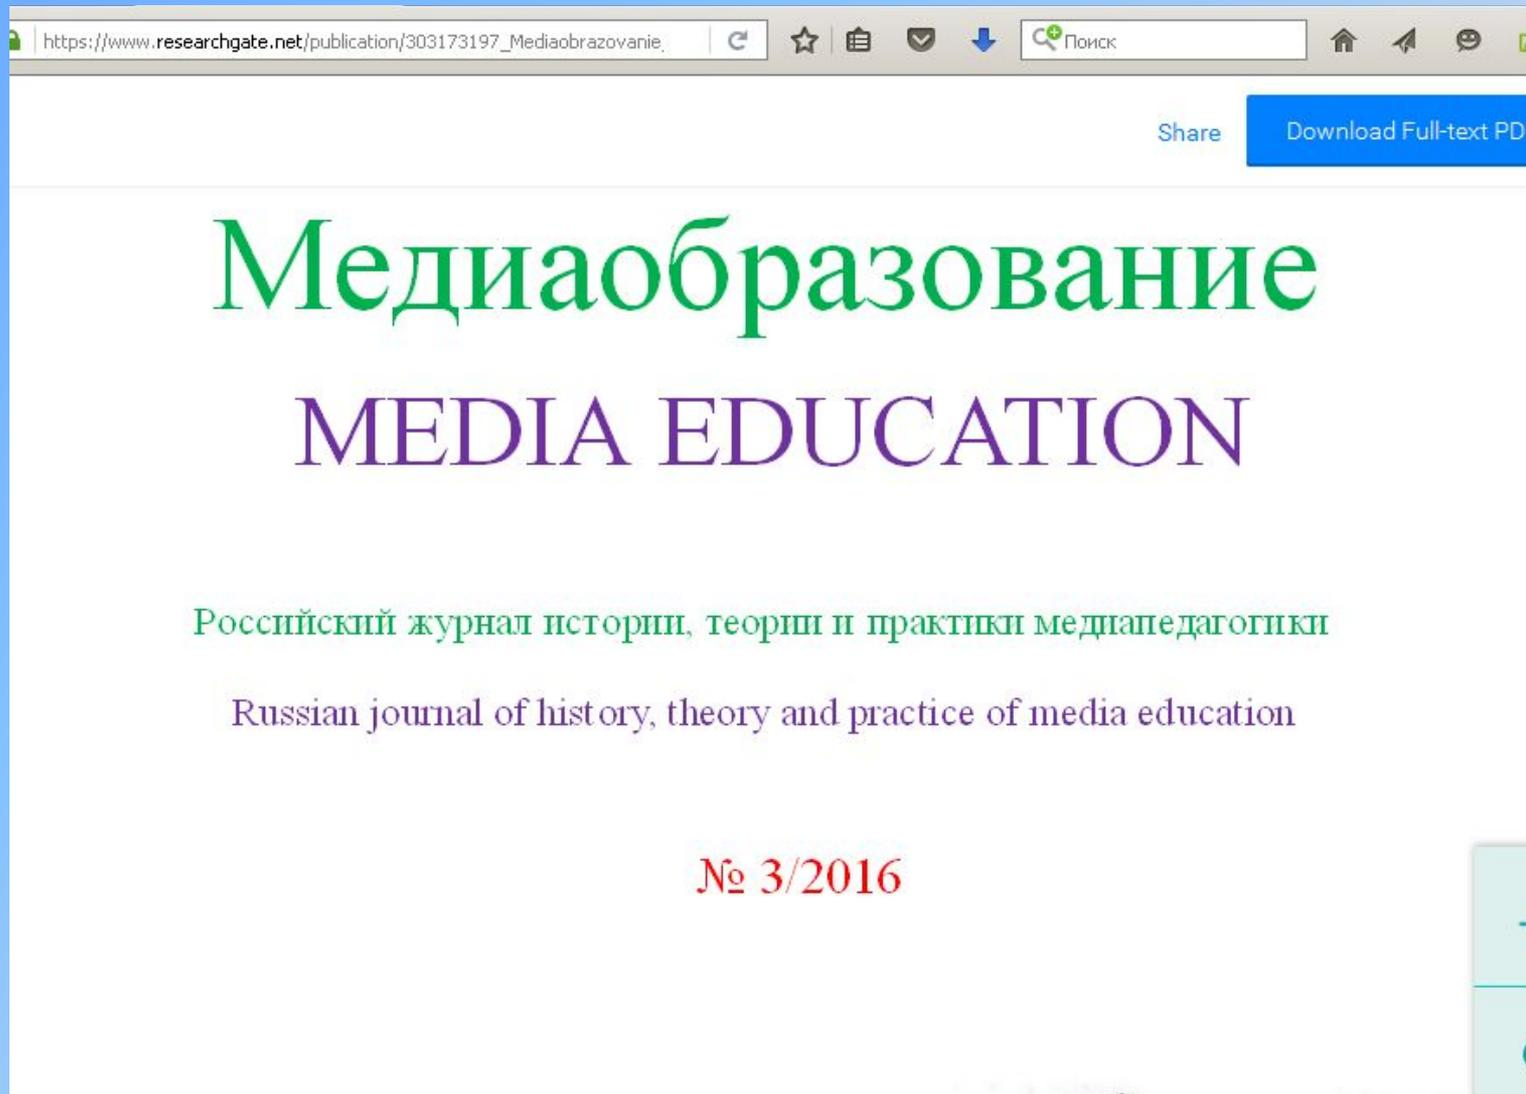 https://www.researchgate.net/publication/303173197_Mediaobrazovanie_
Поиск
Share
Download Full-text PD
Медиаобразование
MEDIA EDUCATION
Российский журнал истории, теории и практики медиапедагогики
Russian journal of history, theory and practice of media education
№ 3/2016